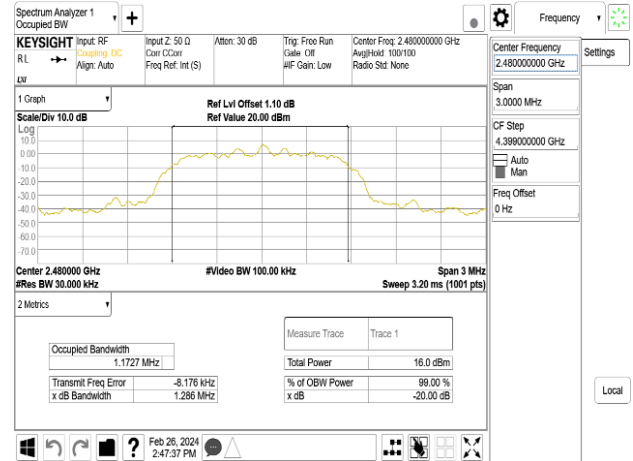 Spectrum Analyzer 1
Occupied BW
+
Frequency
KEYSIGHT
Input: RF
Coupling: DC
Align: Auto
Input Z: 50 Ω
Corr CCorr
Freq Ref: Int (S)
Atten: 30 dB
Trig: Free Run
Gate: Off
#IF Gain: Low
Center Freq: 2.480000000 GHz
Avg|Hold: 100/100
Radio Std: None
R L
LXI
Center Frequency
2.480000000 GHz
Settings
Span
3.0000 MHz
CF Step
4.399000000 GHz
Auto
Man
Freq Offset
0 Hz
1 Graph
Scale/Div 10.0 dB
Ref Lvl Offset 1.10 dB
Ref Value 20.00 dBm
Log
10.0
0.00
-10.0
-20.0
-30.0
-40.0
-50.0
-60.0
-70.0
Center 2.480000 GHz
#Res BW 30.000 kHz
#Video BW 100.00 kHz
Span 3 MHz
Sweep 3.20 ms (1001 pts)
2 Metrics
Measure Trace Trace 1
Occupied Bandwidth
1.1727 MHz
Total Power 16.0 dBm
Transmit Freq Error -8.176 kHz
% of OBW Power 99.00 %
x dB Bandwidth 1.286 MHz
x dB -20.00 dB
Local
?
Feb 26, 2024
2:47:37 PM